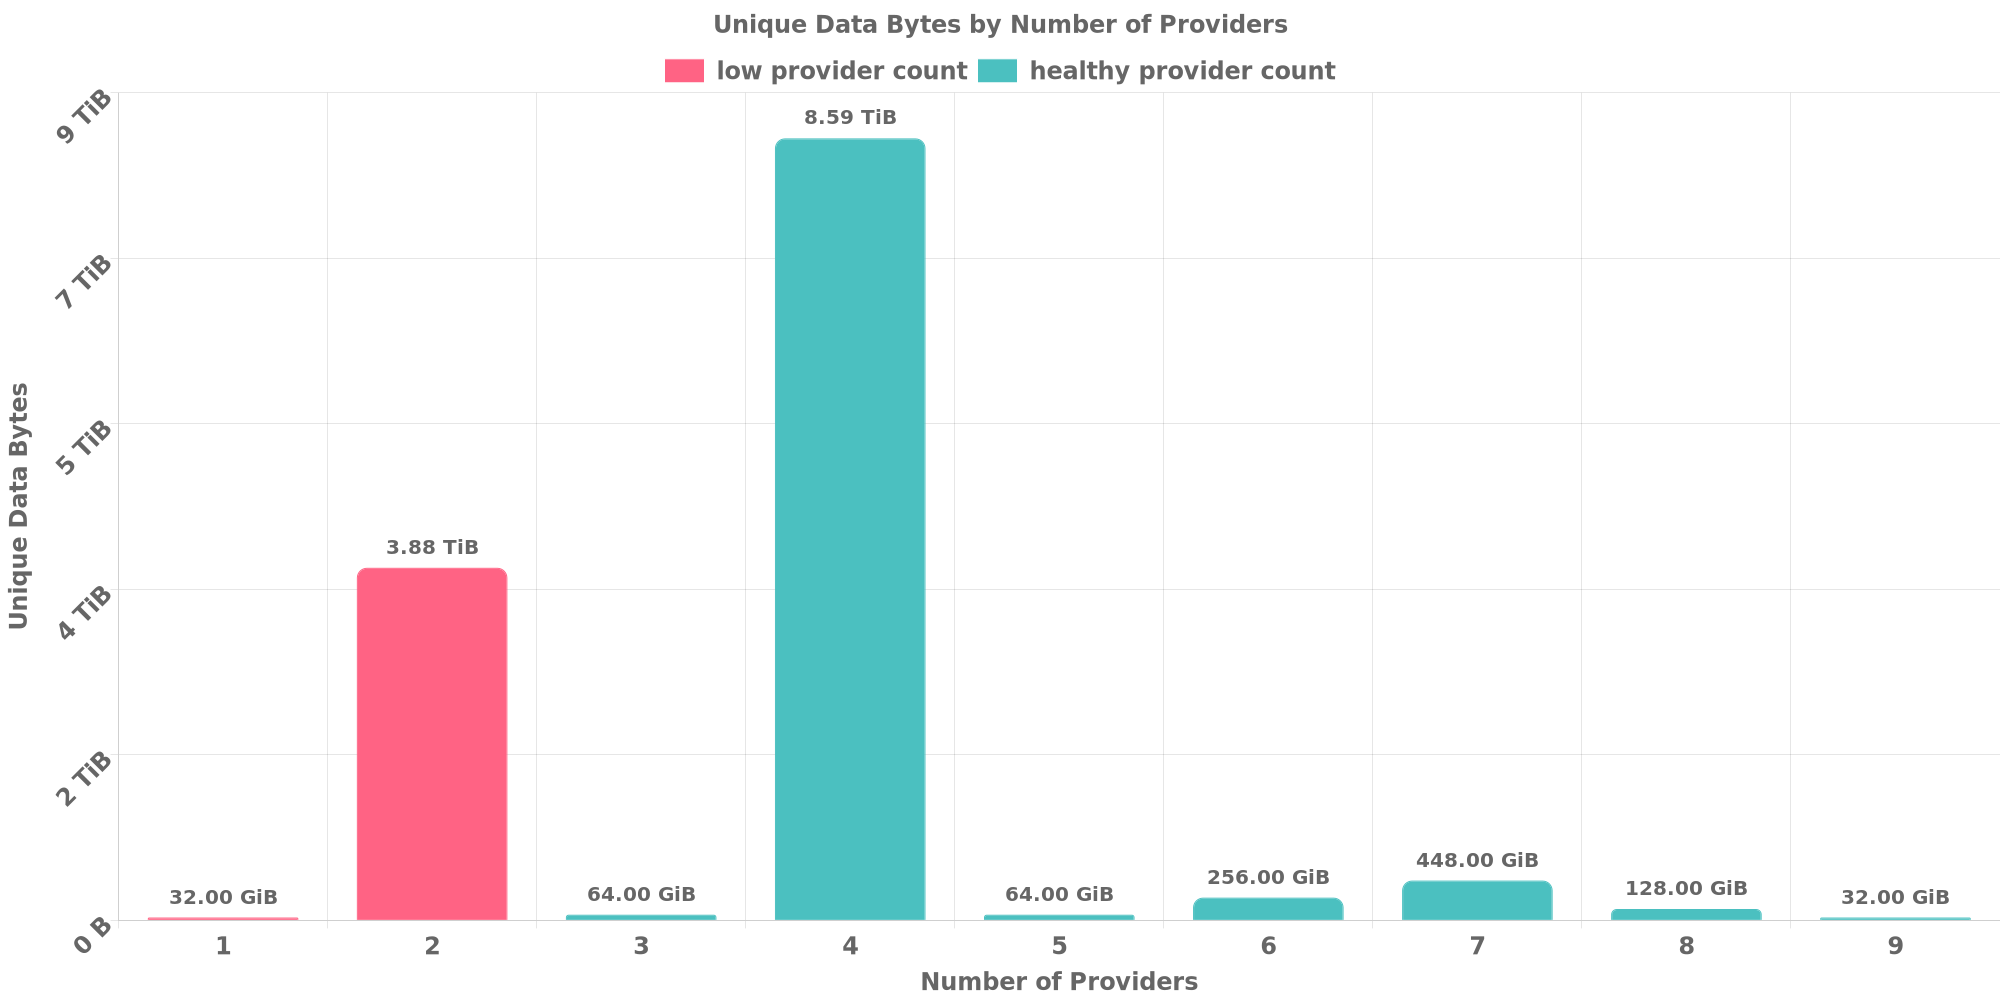 Unique Data Bytes by Number of Providers
low provider count
healthy provider count
9 TiB
7 TiB
5 TiB
4 TiB
2 TiB
0 B
Unique Data Bytes
32.00 GiB
3.88 TiB
64.00 GiB
8.59 TiB
64.00 GiB
256.00 GiB
448.00 GiB
128.00 GiB
32.00 GiB
1 2 3 4 5 6 7 8 9
Number of Providers